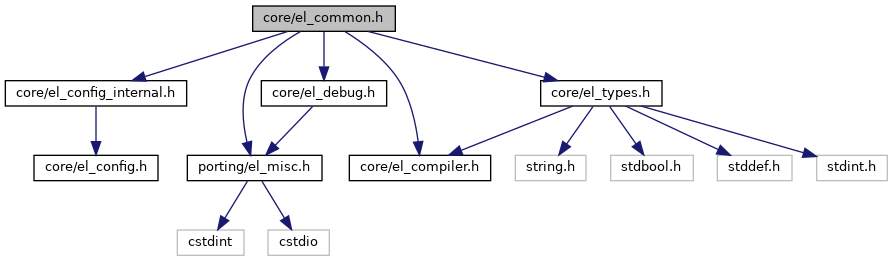 core/el_common.h
core/el_config_internal.h
core/el_debug.h
core/el_types.h
core/el_config.h
porting/el_misc.h
core/el_compiler.h
string.h
stdbool.h
stddef.h
stdint.h
cstdint
cstdio